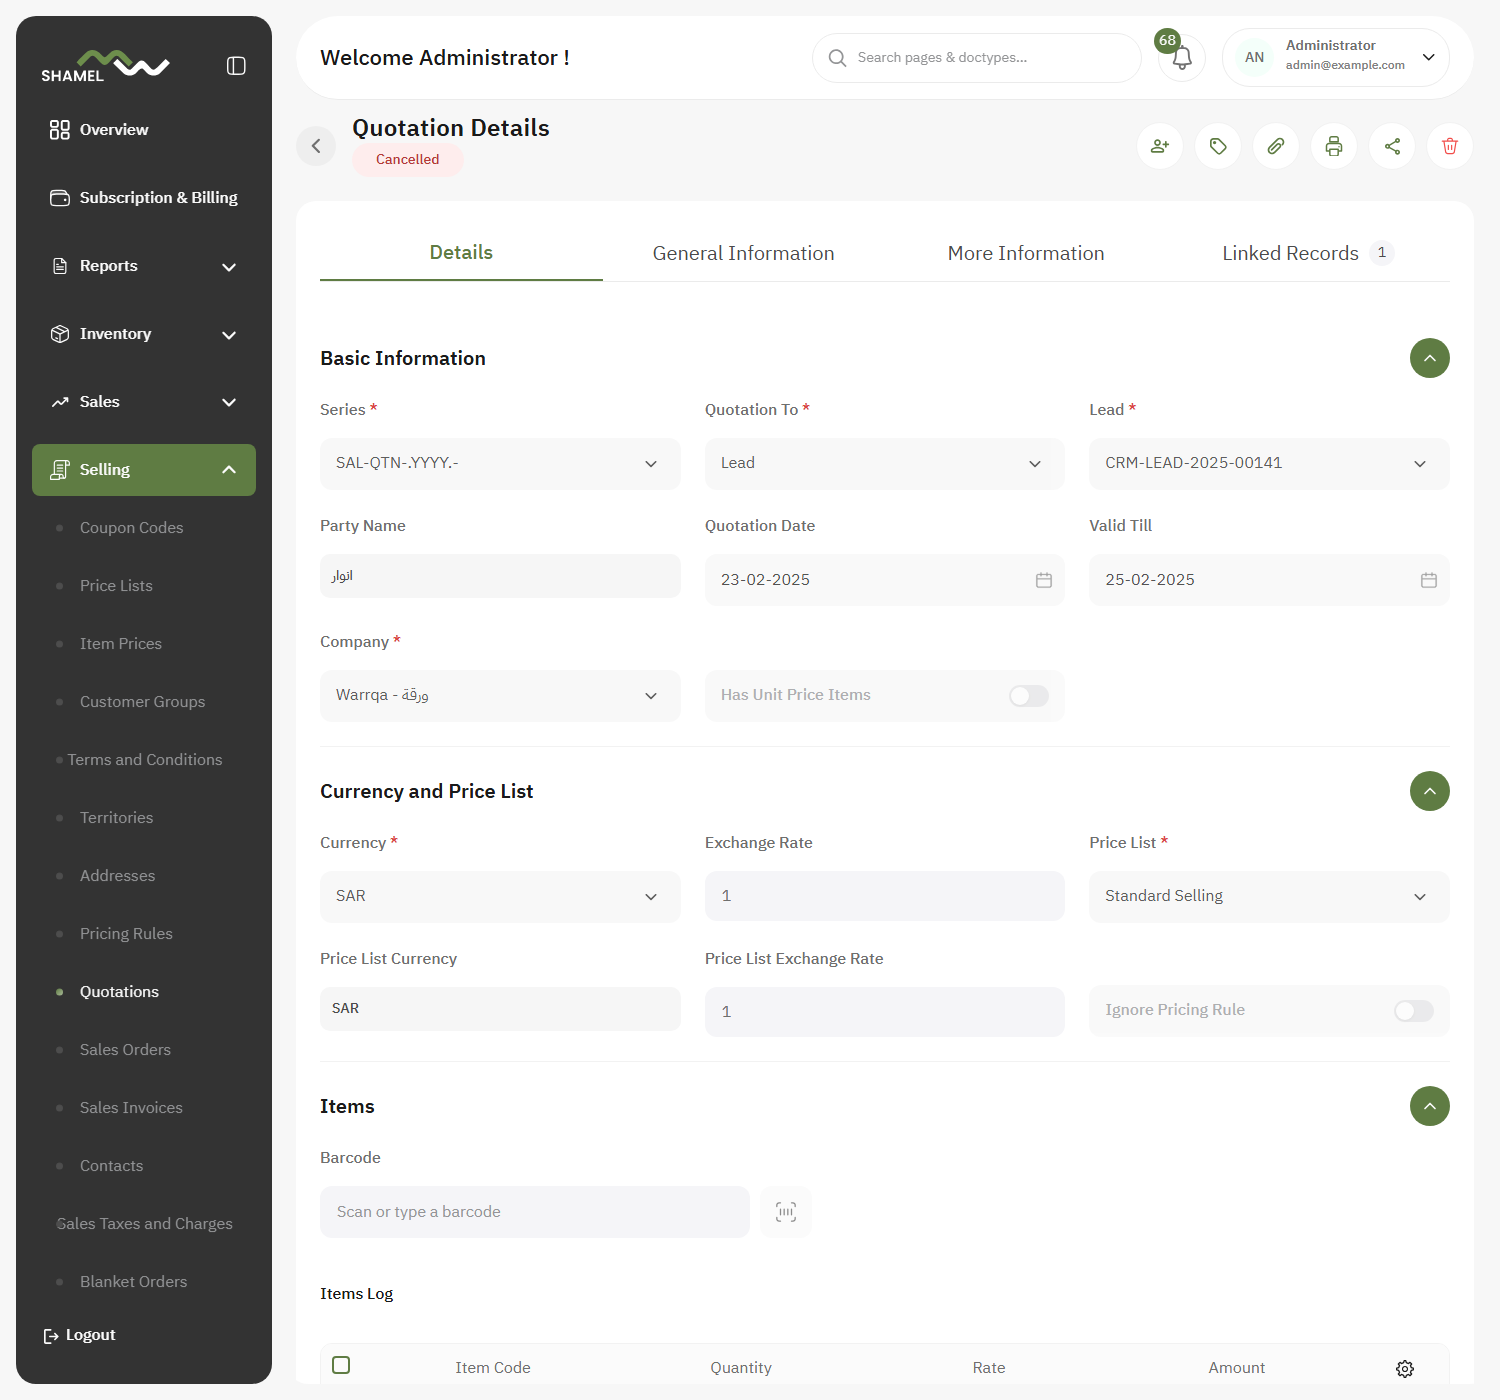 SHAMEL
Overview
Subscription & Billing
Reports
Inventory
Sales
Selling
Coupon Codes
Price Lists
Item Prices
Customer Groups
Terms and Conditions
Territories
Addresses
Pricing Rules
Quotations
Sales Orders
Sales Invoices
Contacts
Sales Taxes and Charges
Blanket Orders
Logout
Welcome Administrator !
Search pages & doctypes...
68
AN
Administrator
admin@example.com
Quotation Details
Cancelled
Details
General Information
More Information
Linked Records 1
Basic Information
Series *
Quotation To *
Lead *
SAL-QTN-.YYYY.-
Lead
CRM-LEAD-2025-00141
Party Name
Quotation Date
Valid Till
انوار
23-02-2025
25-02-2025
Company *
Warrqa - ورقة
Has Unit Price Items
Currency and Price List
Currency *
Exchange Rate
Price List *
SAR
1
Standard Selling
Price List Currency
Price List Exchange Rate
SAR
1
Ignore Pricing Rule
Items
Barcode
Scan or type a barcode
Items Log
Item Code
Quantity
Rate
Amount